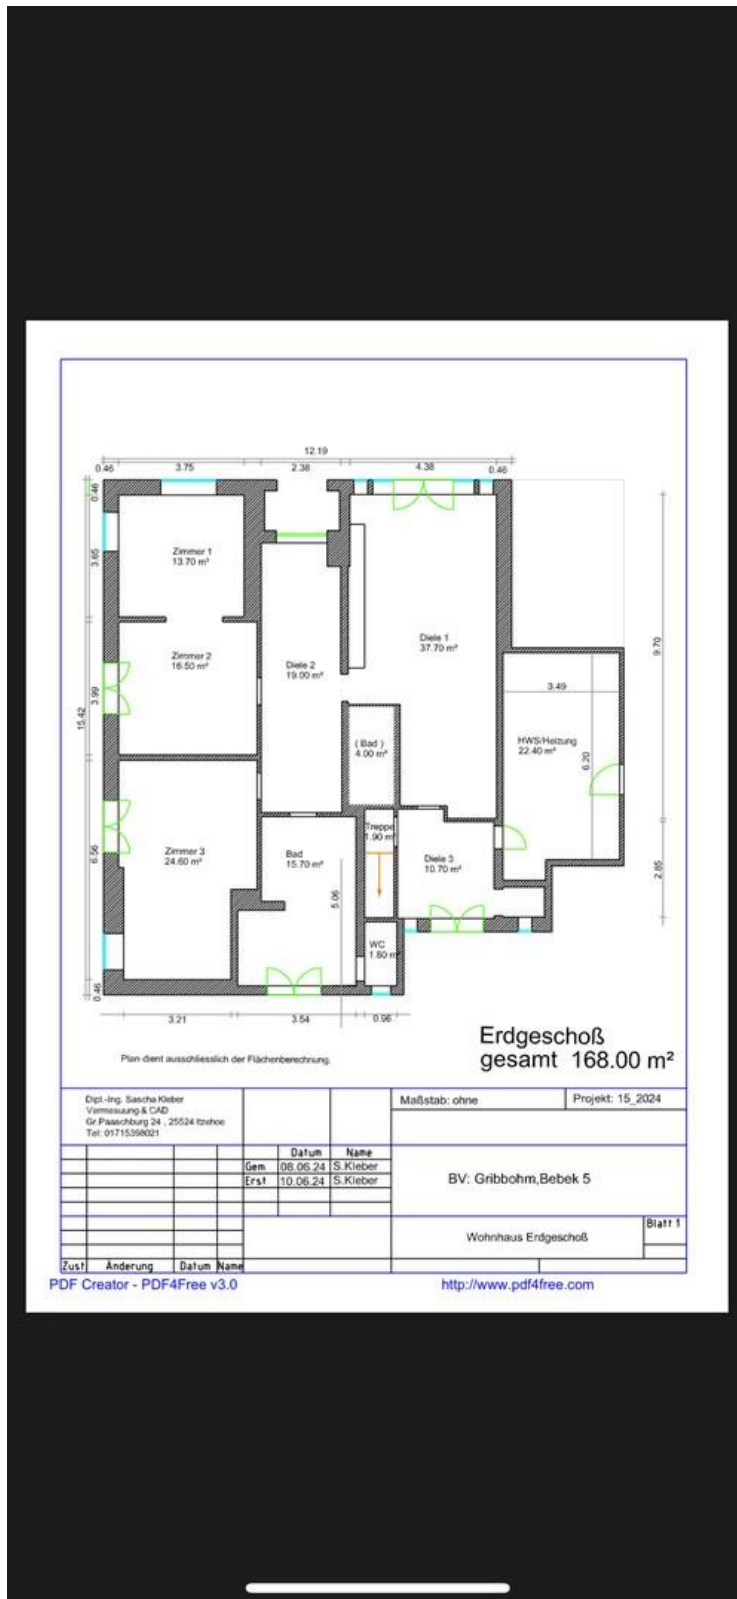 12.19
0.46 3.75 2.38 4.38 0.46
0.46
3.85
3.99
15.42
6.56
0.46
9.70
2.85
Zimmer 1
13.70 m²
Zimmer 2
16.50 m²
Diele 2
19.00 m²
Diele 1
37.70 m²
3.49
HWS/Heizung
22.40 m²
6.20
( Bad )
4.00 m²
Treppe
1.90 m²
Zimmer 3
24.60 m²
Bad
15.70 m²
5.06
Diele 3
10.70 m²
WC
1.80 m²
3.21 3.54 0.96
Erdgeschoß
gesamt 168.00 m²
Plan dient ausschliesslich der Flächenberechnung.
Dipl.-Ing. Sascha Kleber
Vermesuung & CAD
Gr.Paaschburg 24 , 25524 Itzehoe
Tel: 01715398021
Maßstab: ohne
Projekt: 15_2024
Datum Name
Gem 08.06.24 S.Kleber
Erst 10.06.24 S.Kleber
BV: Gribbohm,Bebek 5
Wohnhaus Erdgeschoß
Blatt 1
Zust Änderung Datum Name
PDF Creator - PDF4Free v3.0
http://www.pdf4free.com